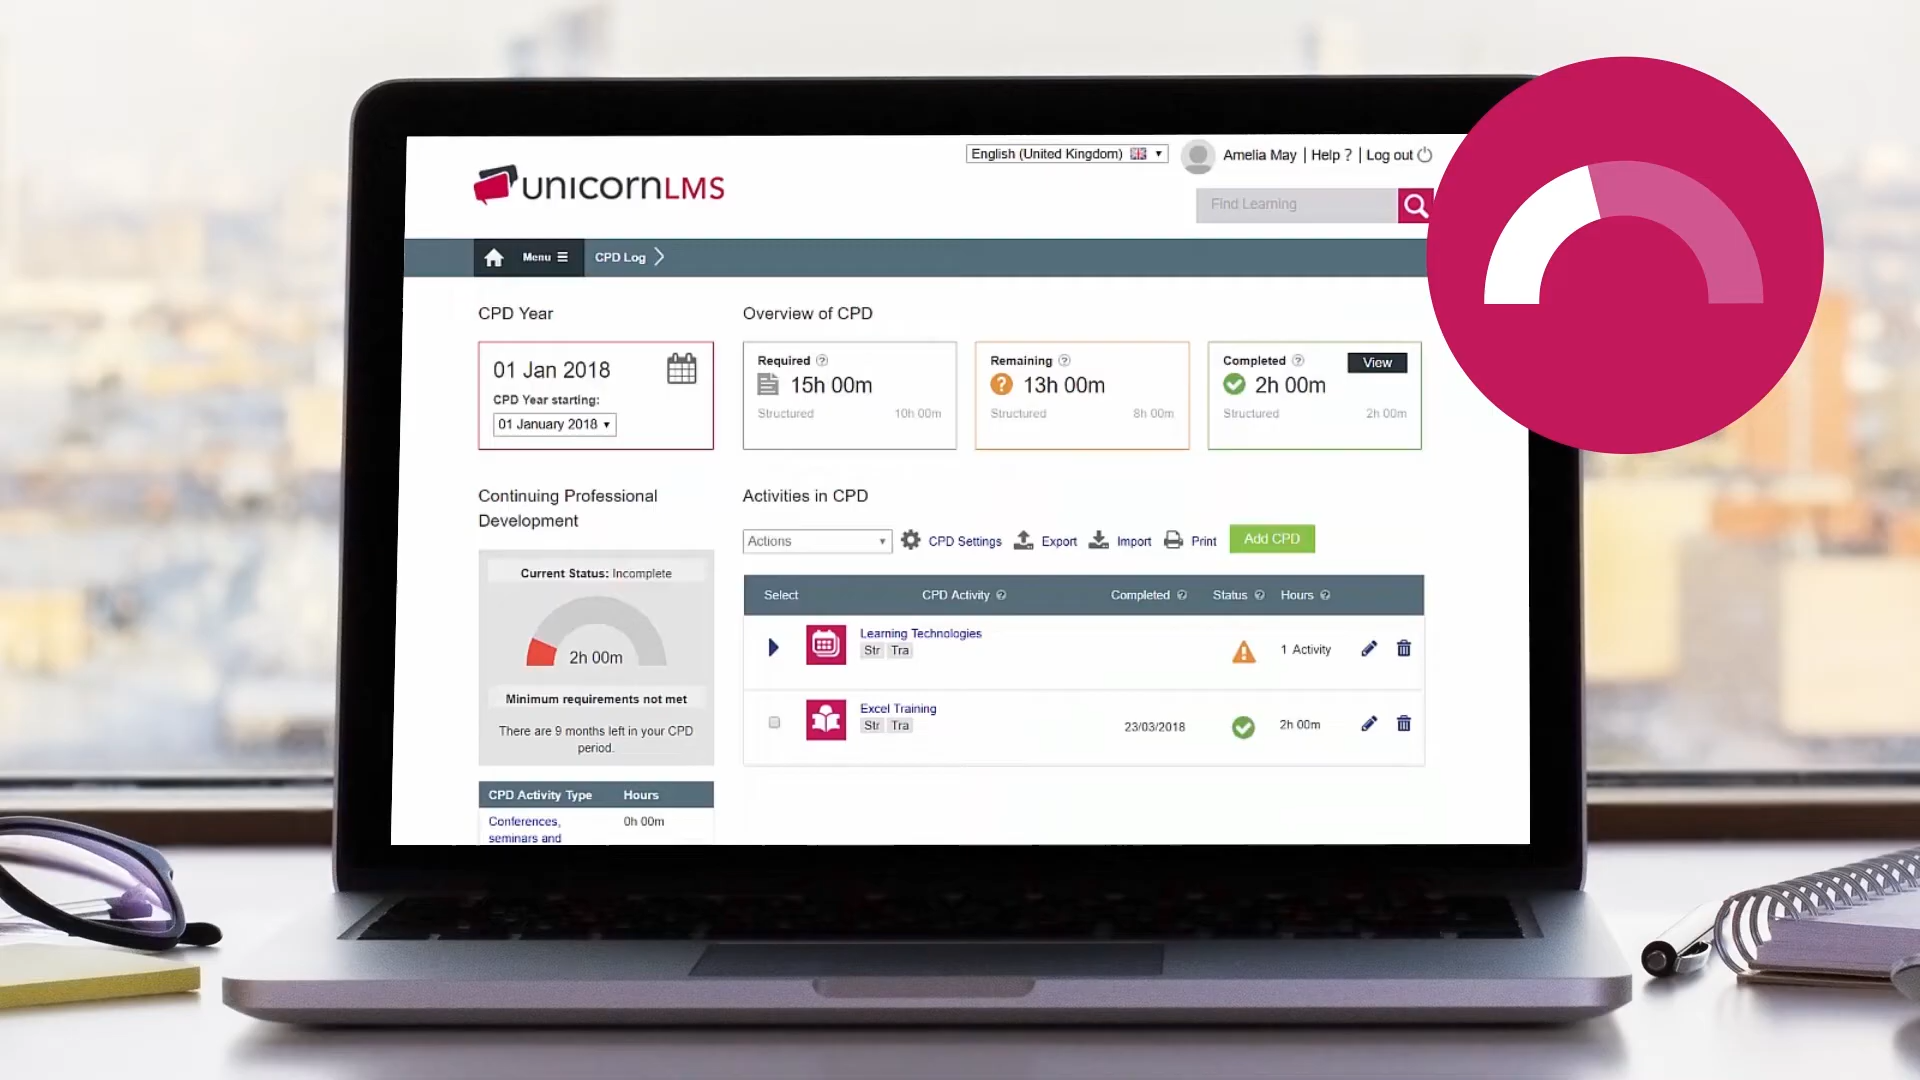 English (United Kingdom)
Amelia May | Help ? | Log out
unicornLMS
Find Learning
Menu
CPD Log
CPD Year
Overview of CPD
01 Jan 2018
CPD Year starting:
01 January 2018
Required ?
15h 00m
Structured 10h 00m
Remaining ?
? 13h 00m
Structured 8h 00m
Completed ?
View
2h 00m
Structured 2h 00m
Continuing Professional
Development
Activities in CPD
Actions
CPD Settings
Export
Import
Print
Add CPD
Current Status: Incomplete
2h 00m
Minimum requirements not met
There are 9 months left in your CPD
period.
Select CPD Activity ? Completed ? Status ? Hours ?
Learning Technologies
Str Tra
1 Activity
Excel Training
Str Tra
23/03/2018
2h 00m
CPD Activity Type Hours
Conferences, 0h 00m
seminars and